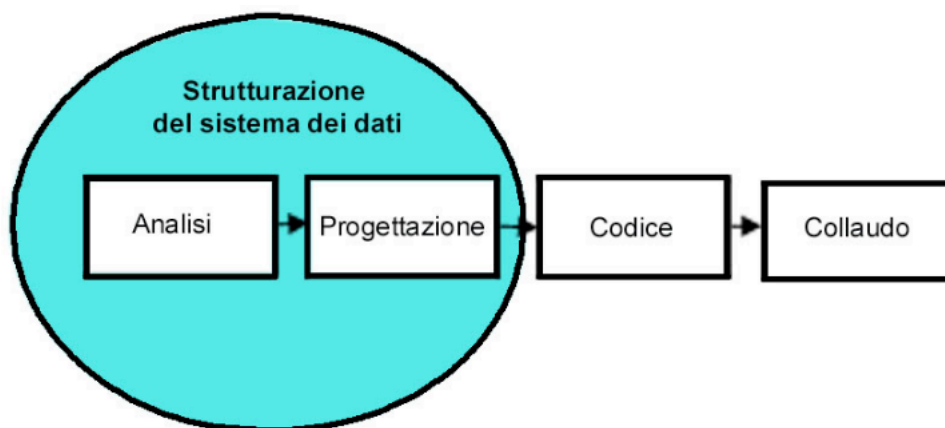 Strutturazione
del sistema dei dati
Analisi
Progettazione
Codice
Collaudo